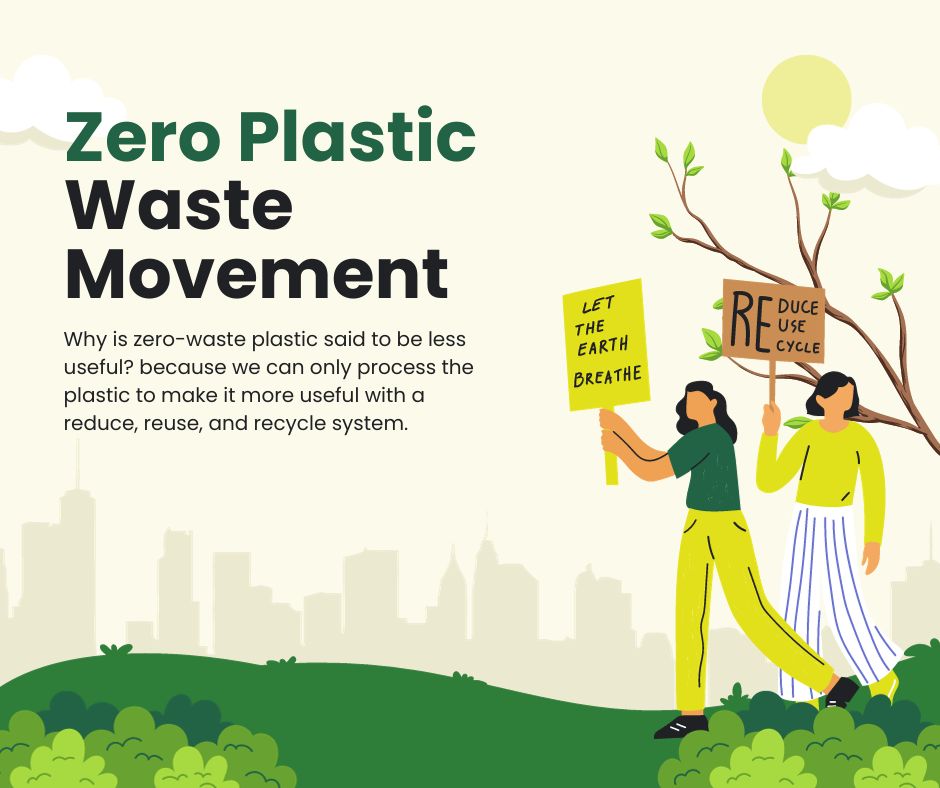 Zero Plastic
Waste
Movement
Why is zero-waste plastic said to be less
useful? because we can only process the
plastic to make it more useful with a
reduce, reuse, and recycle system.
LET
THE
EARTH
BREATHE
REDUCE
USE
CYCLE